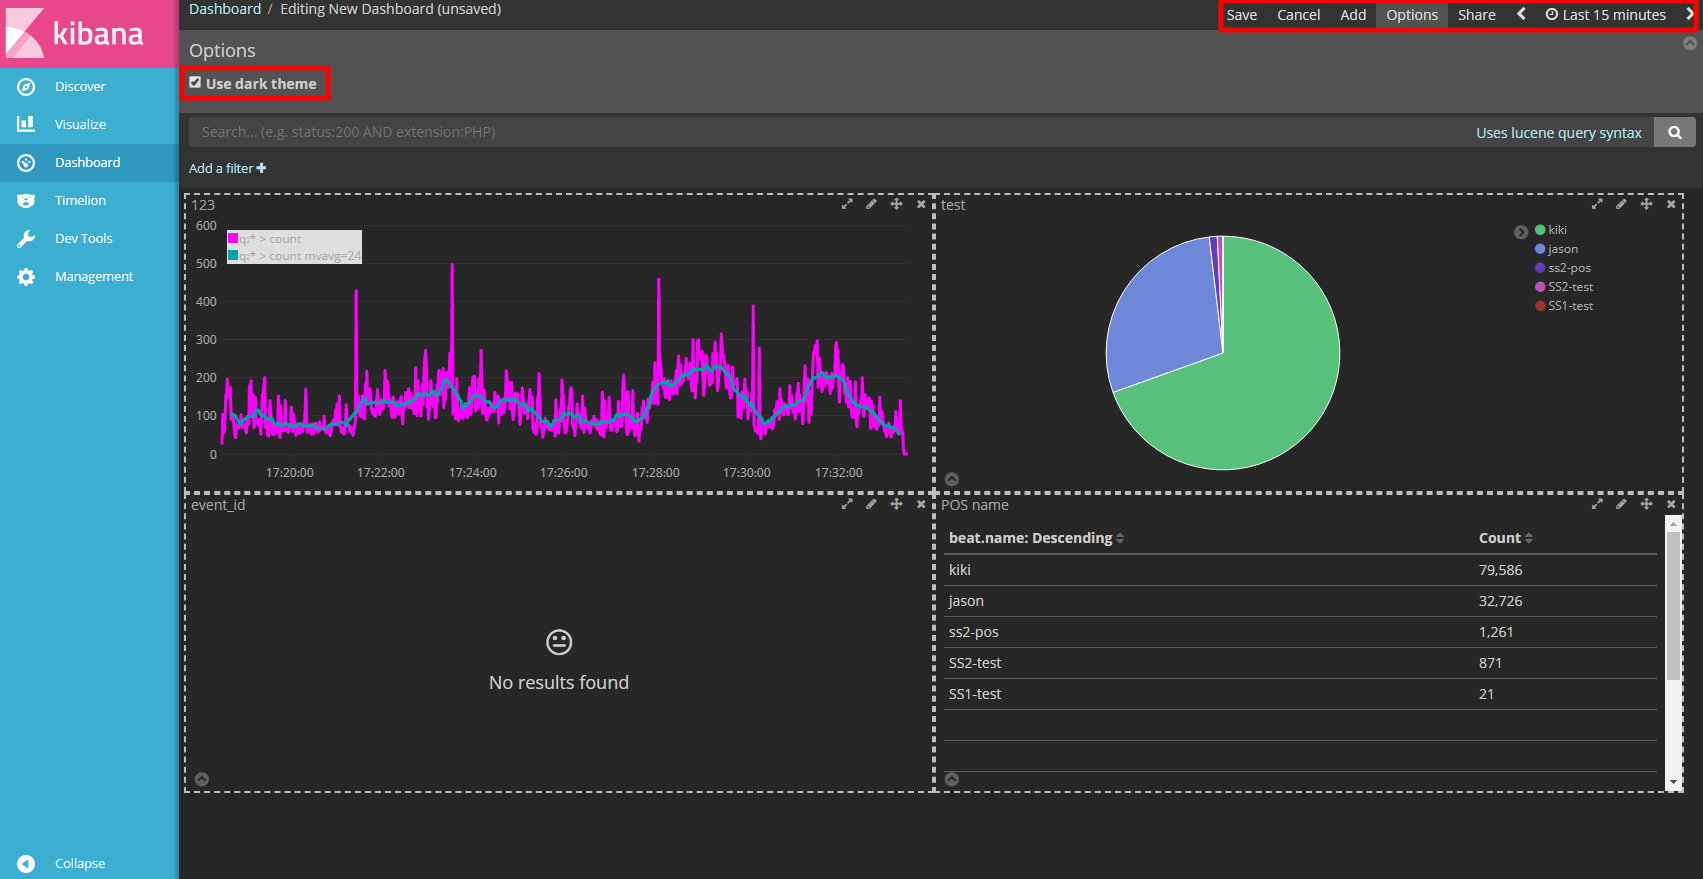 kibana
Dashboard / Editing New Dashboard (unsaved)
Save Cancel Add Options Share Last 15 minutes
Discover
Visualize
Dashboard
Timelion
Dev Tools
Management
Collapse
Options
Use dark theme
Search... (e.g. status:200 AND extension:PHP)
Uses lucene query syntax
Add a filter
123
q:* > count
q:* > count mvavg=24
600
500
400
300
200
100
0
17:20:00 17:22:00 17:24:00 17:26:00 17:28:00 17:30:00 17:32:00
test
kiki
jason
ss2-pos
SS2-test
SS1-test
event_id
No results found
POS name
beat.name: Descending Count
kiki 79,586
jason 32,726
ss2-pos 1,261
SS2-test 871
SS1-test 21